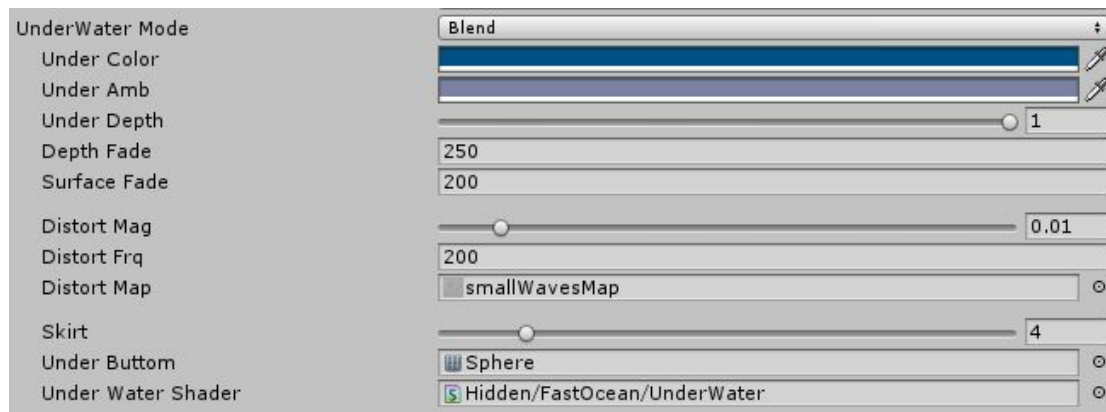 UnderWater Mode Blend
Under Color
Under Amb
Under Depth 1
Depth Fade 250
Surface Fade 200
Distort Mag 0.01
Distort Frq 200
Distort Map smallWavesMap
Skirt 4
Under Buttom Sphere
Under Water Shader Hidden/FastOcean/UnderWater